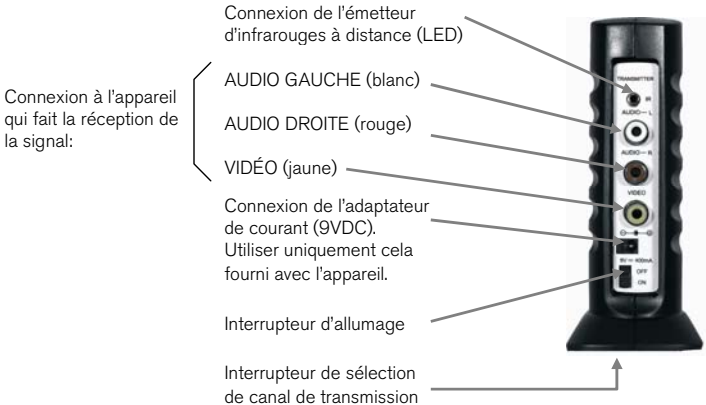 Connexion de l'émetteur
d'infrarouges à distance (LED)
Connexion à l'appareil
qui fait la réception de
la signal:
AUDIO GAUCHE (blanc)
AUDIO DROITE (rouge)
VIDÉO (jaune)
Connexion de l'adaptateur
de courant (9VDC).
Utiliser uniquement cela
fourni avec l'appareil.
Interrupteur d'allumage
Interrupteur de sélection
de canal de transmission
TRANSMITTER
IR
AUDIO—L
AUDIO—R
VIDEO
OFF
ON